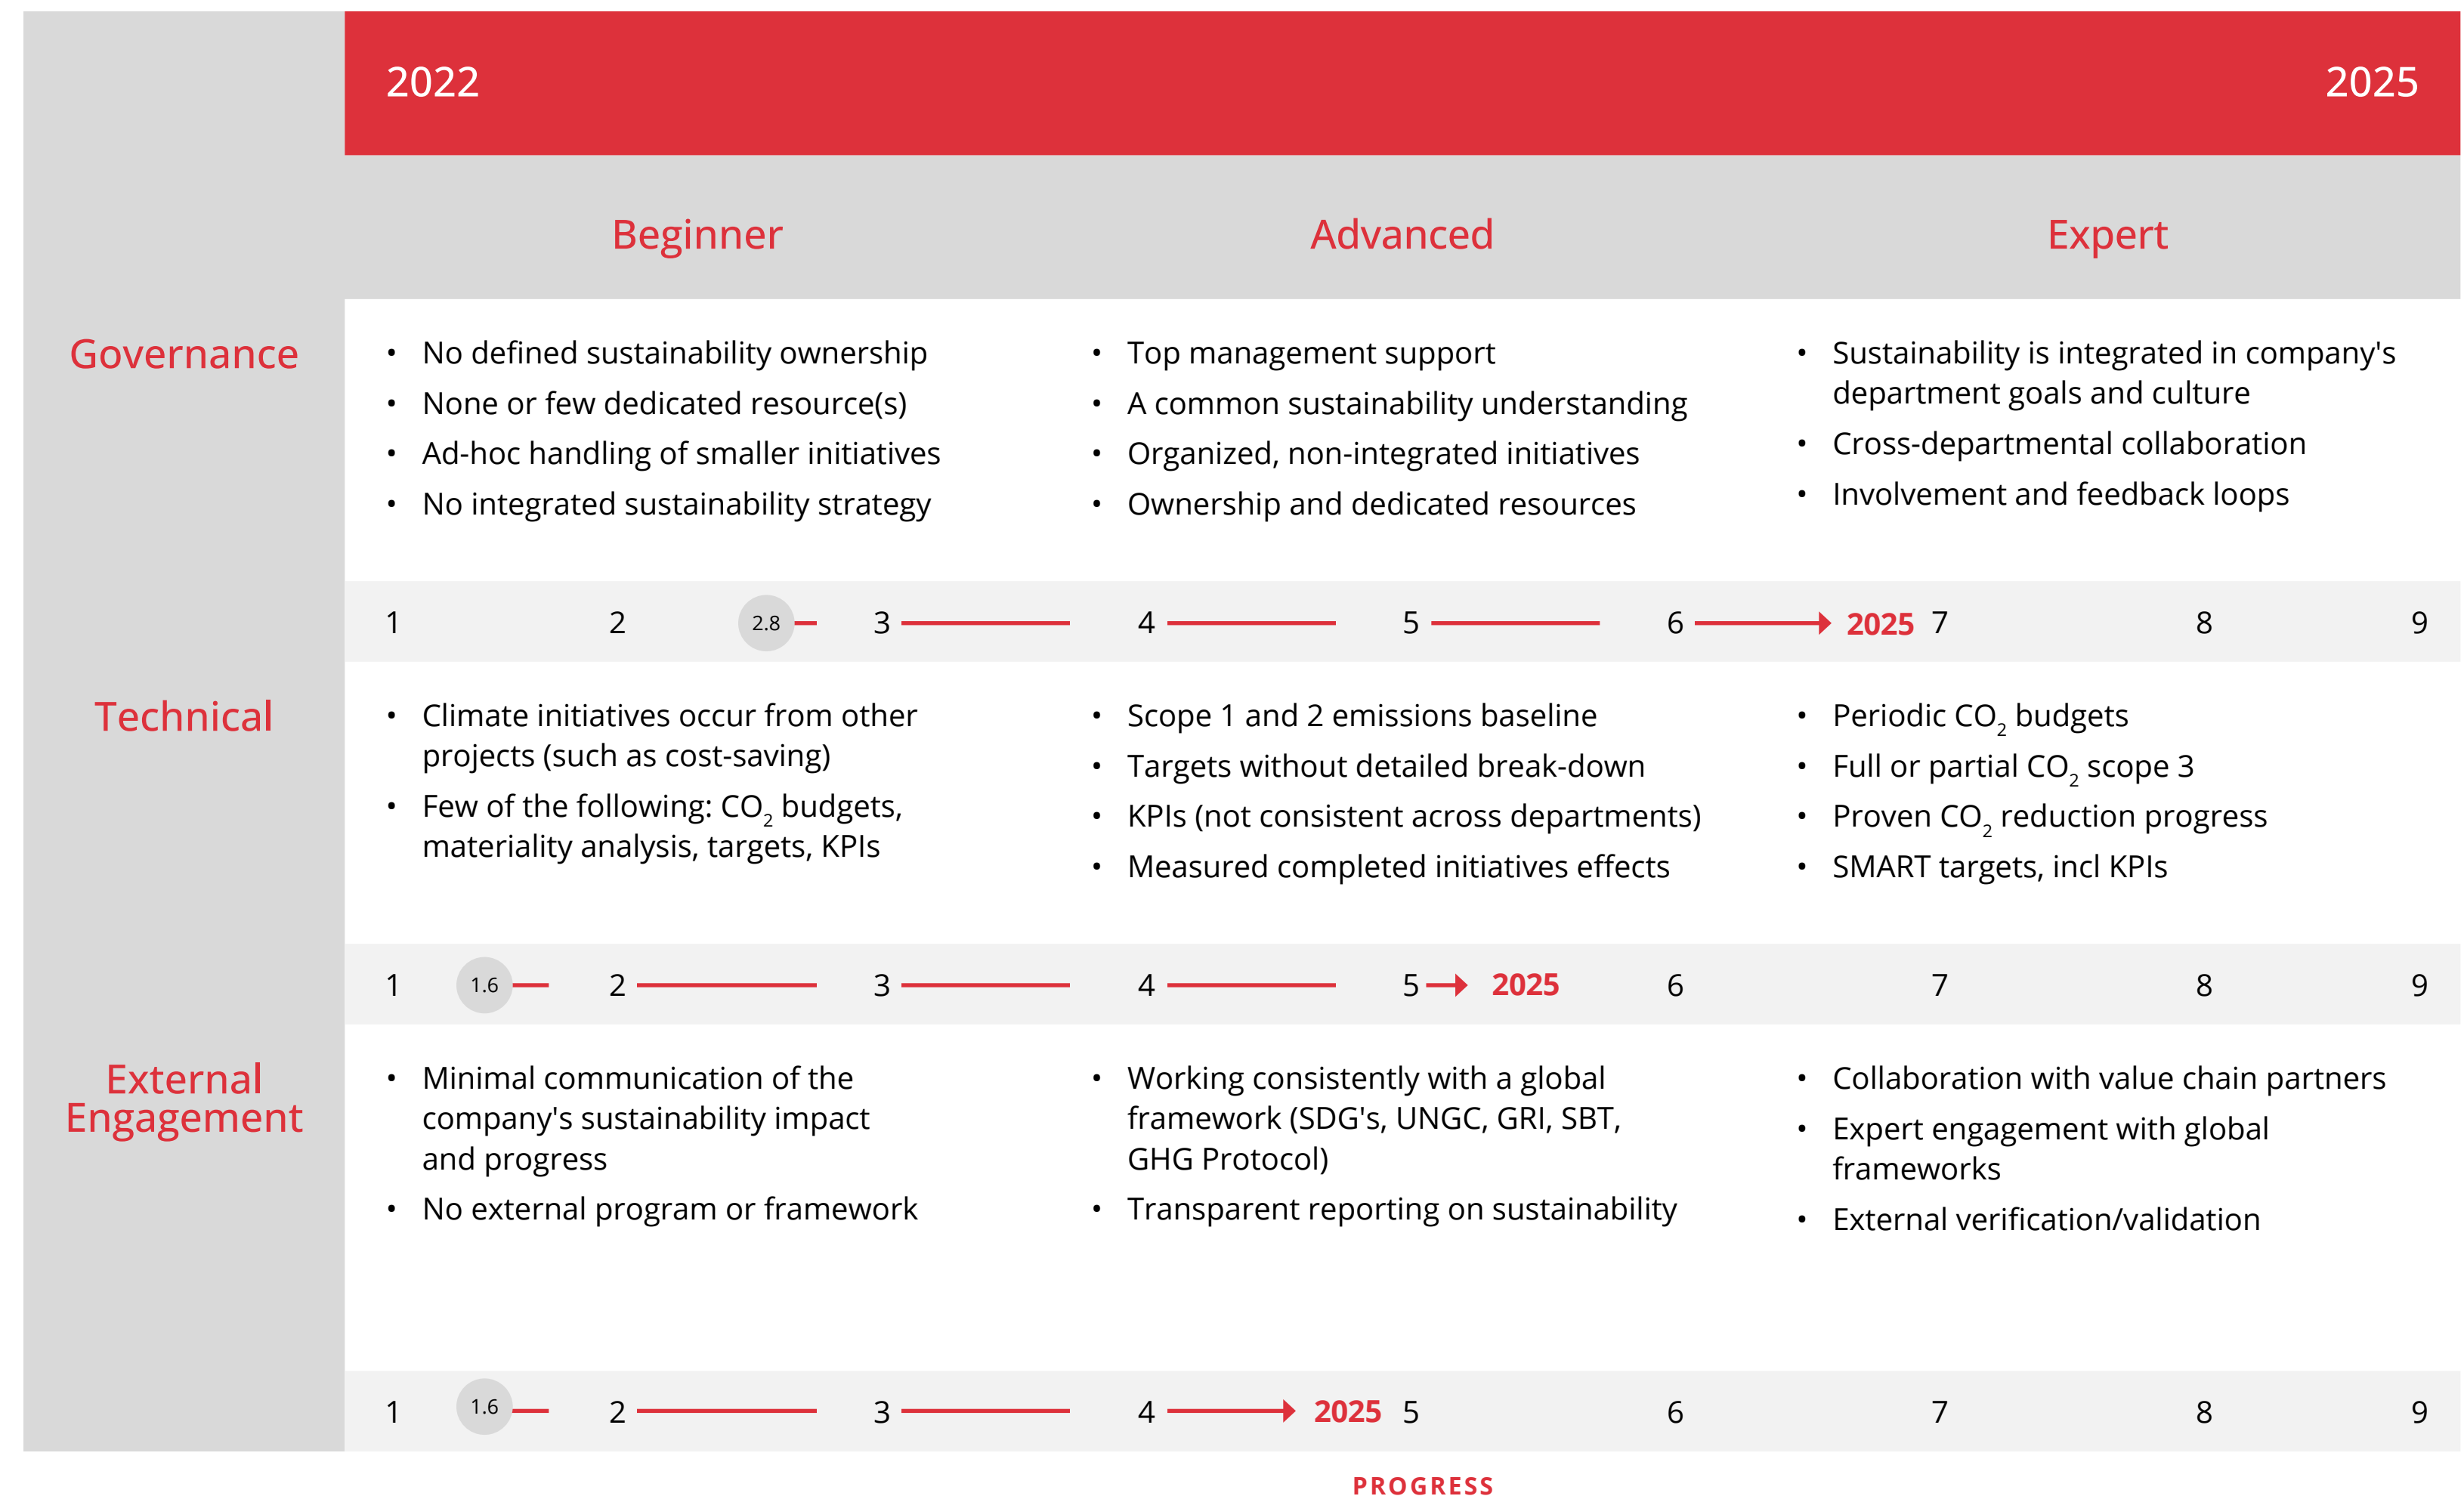 2022 2025
Beginner Advanced Expert
Governance
• No defined sustainability ownership
• None or few dedicated resource(s)
• Ad-hoc handling of smaller initiatives
• No integrated sustainability strategy
• Top management support
• A common sustainability understanding
• Organized, non-integrated initiatives
• Ownership and dedicated resources
• Sustainability is integrated in company's
department goals and culture
• Cross-departmental collaboration
• Involvement and feedback loops
1 2 2.8 3 4 5 6 2025 7 8 9
Technical
• Climate initiatives occur from other
projects (such as cost-saving)
• Few of the following: CO₂ budgets,
materiality analysis, targets, KPIs
• Scope 1 and 2 emissions baseline
• Targets without detailed break-down
• KPIs (not consistent across departments)
• Measured completed initiatives effects
• Periodic CO₂ budgets
• Full or partial CO₂ scope 3
• Proven CO₂ reduction progress
• SMART targets, incl KPIs
1 1.6 2 3 4 5 2025 6 7 8 9
External
Engagement
• Minimal communication of the
company's sustainability impact
and progress
• No external program or framework
• Working consistently with a global
framework (SDG's, UNGC, GRI, SBT,
GHG Protocol)
• Transparent reporting on sustainability
• Collaboration with value chain partners
• Expert engagement with global
frameworks
• External verification/validation
1 1.6 2 3 4 2025 5 6 7 8 9
PROGRESS